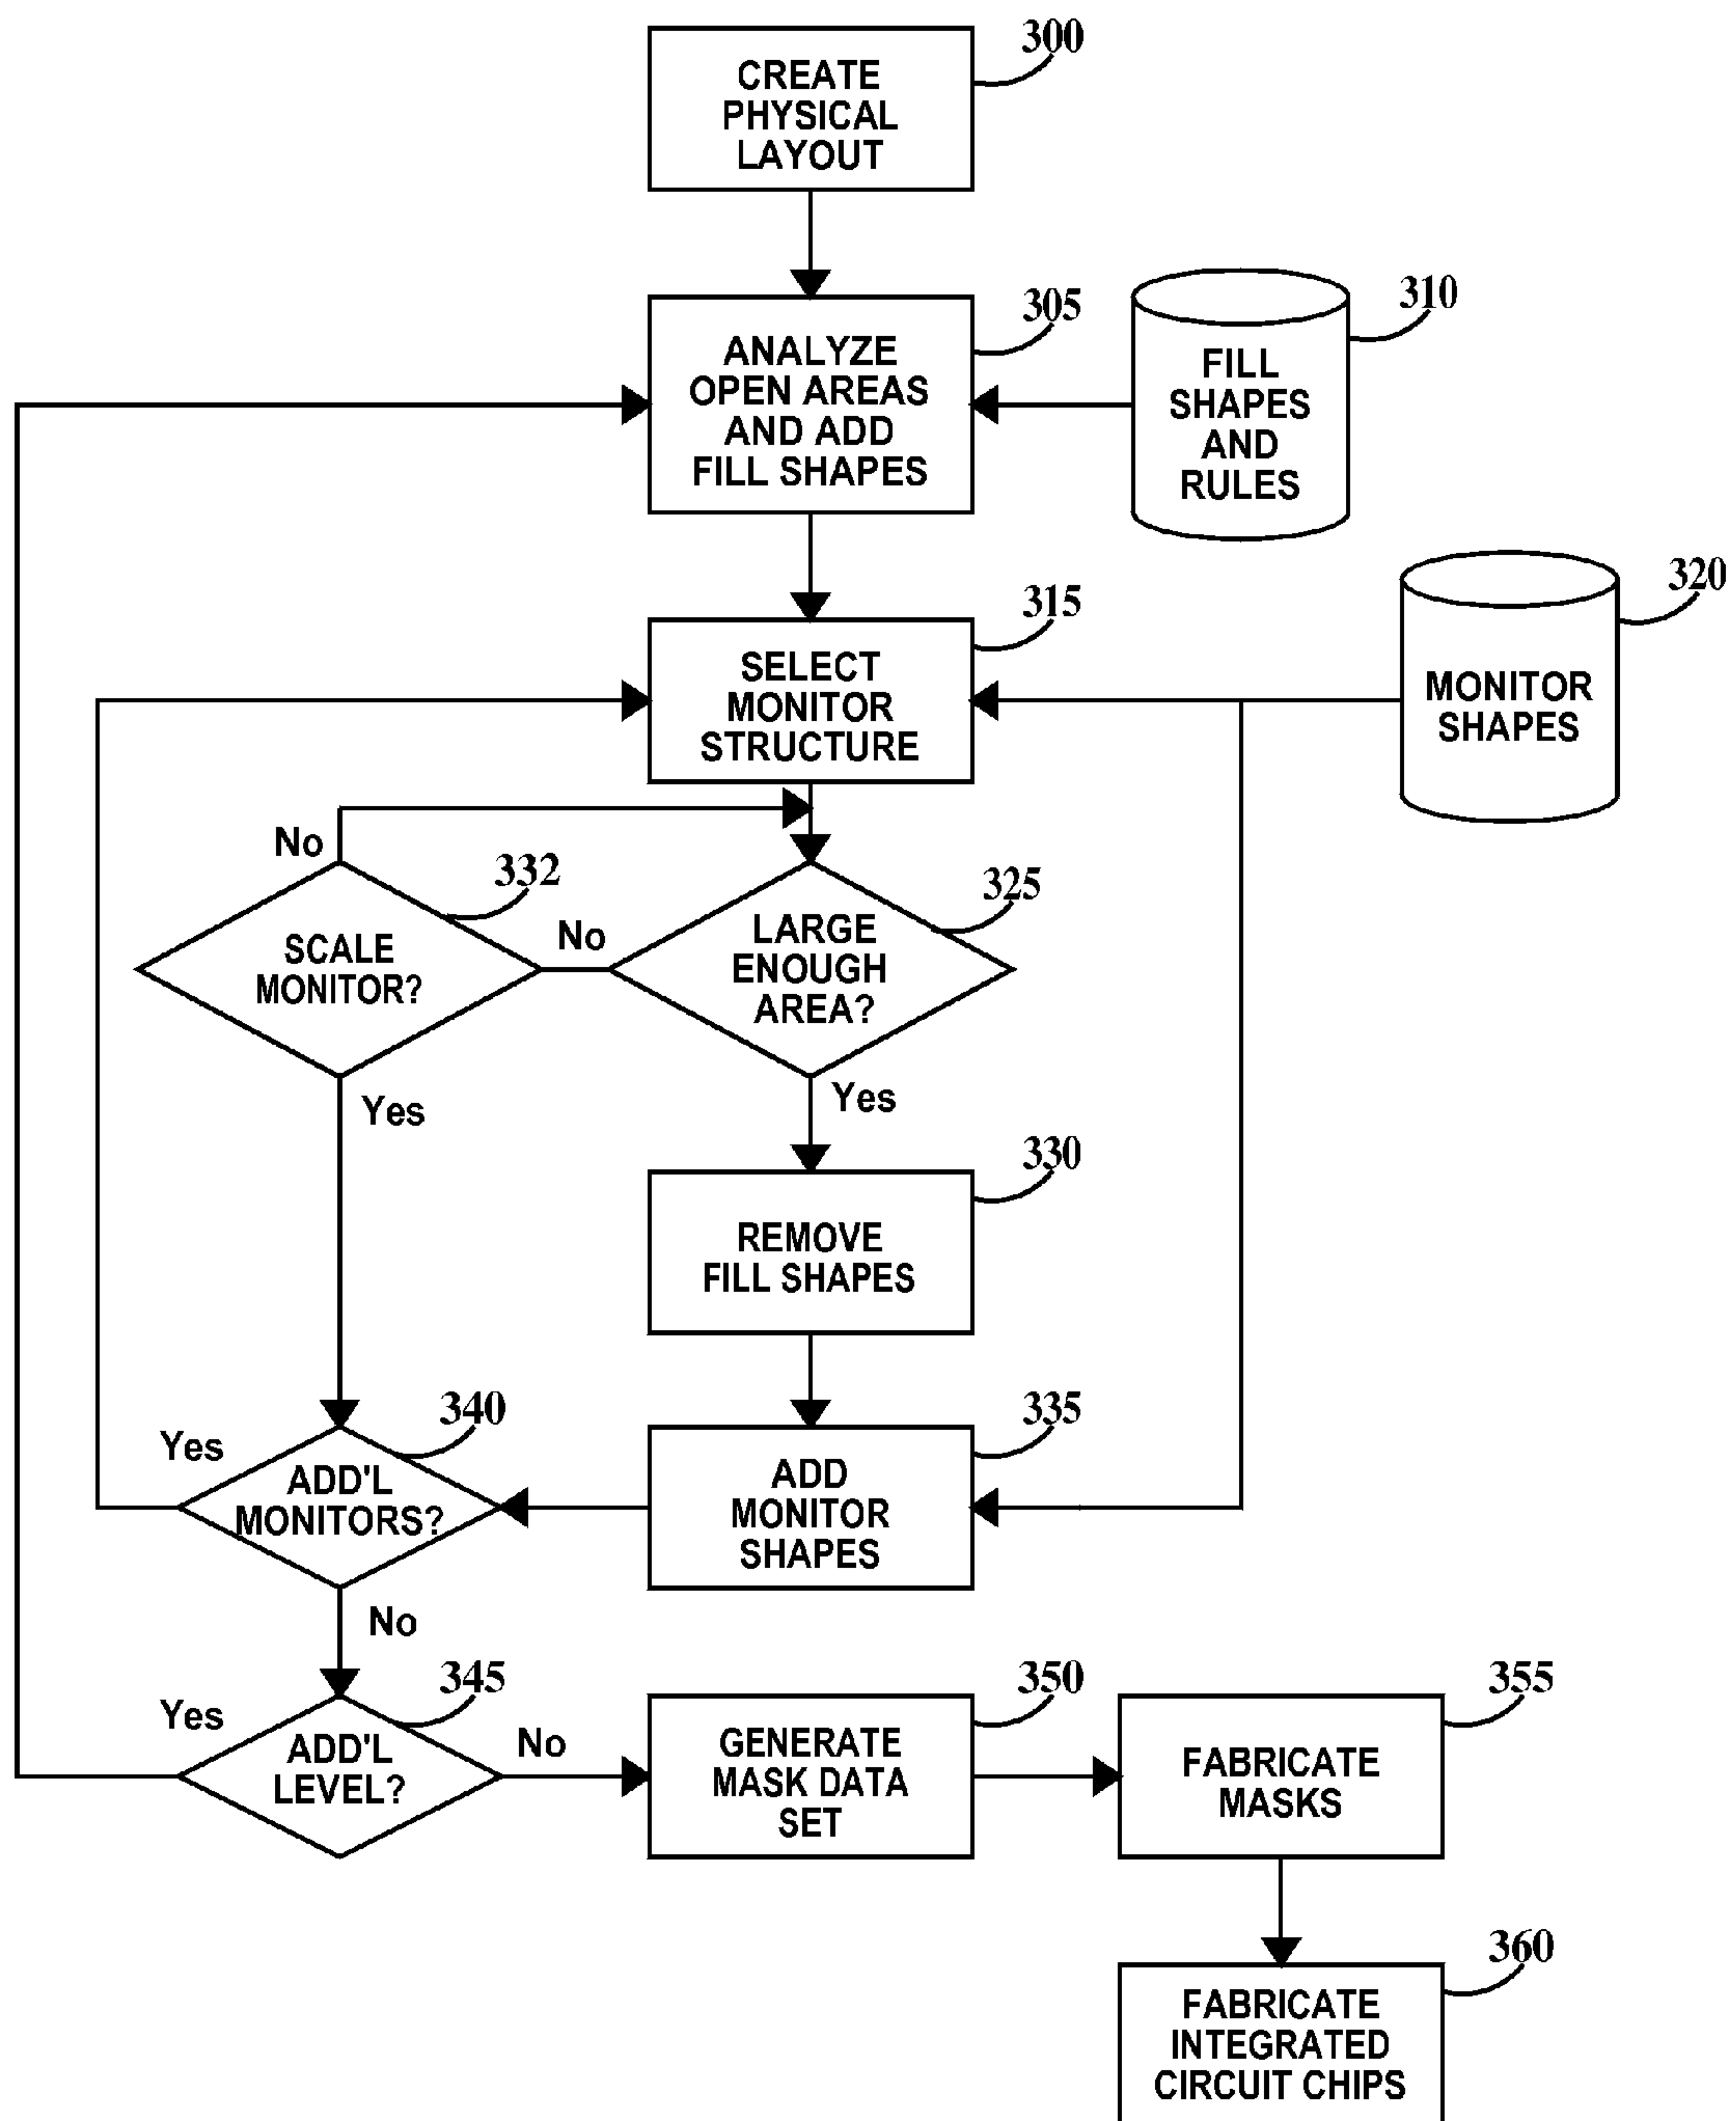 300
CREATE
PHYSICAL
LAYOUT
305
ANALYZE
OPEN AREAS
AND ADD
FILL SHAPES
310
FILL
SHAPES
AND
RULES
315
SELECT
MONITOR
STRUCTURE
320
MONITOR
SHAPES
No
332
SCALE
MONITOR?
No
325
LARGE
ENOUGH
AREA?
Yes
Yes
330
REMOVE
FILL SHAPES
Yes
340
ADD'L
MONITORS?
335
ADD
MONITOR
SHAPES
No
Yes
345
ADD'L
LEVEL?
No
350
GENERATE
MASK DATA
SET
355
FABRICATE
MASKS
360
FABRICATE
INTEGRATED
CIRCUIT CHIPS